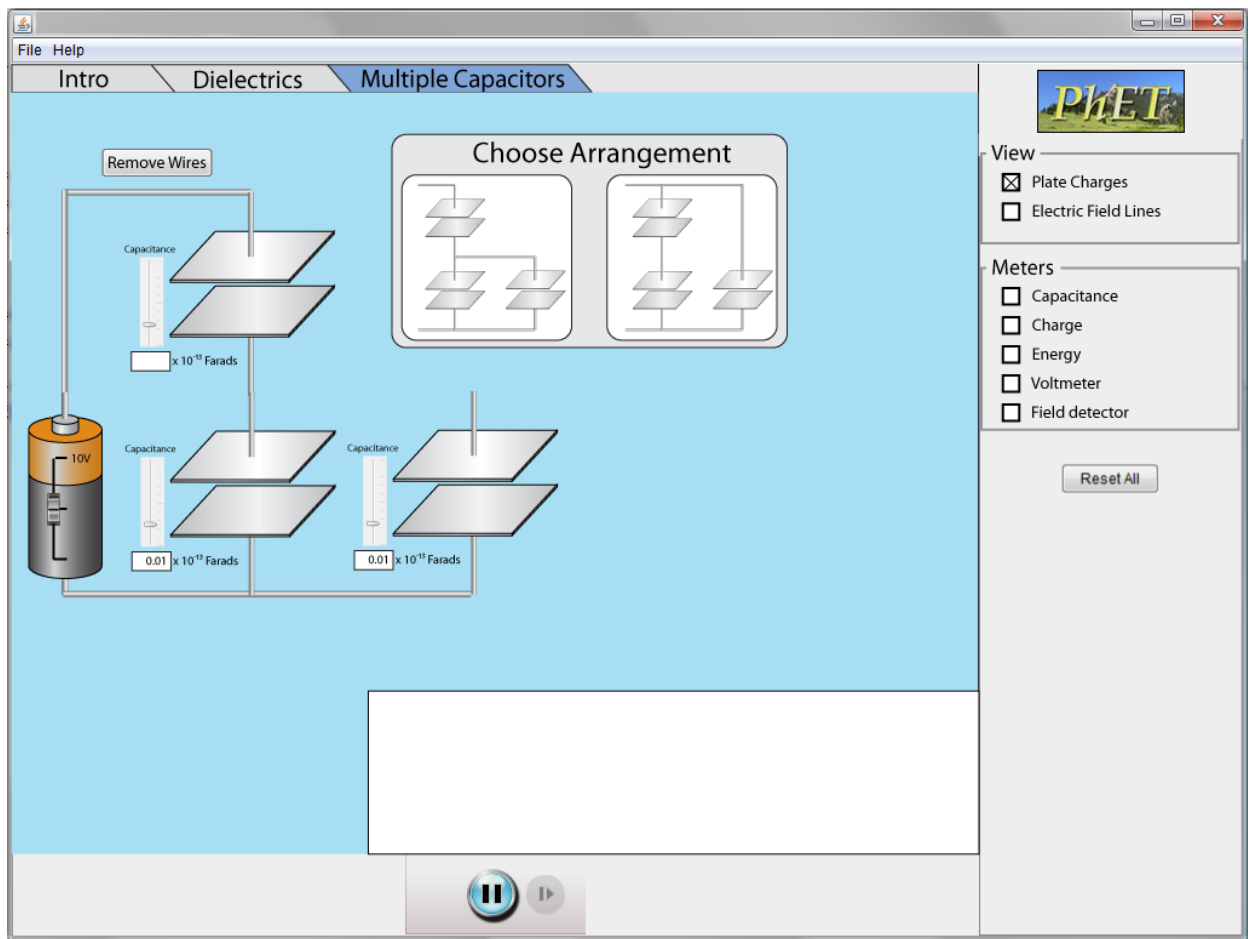 File Help
Intro
Dielectrics
Multiple Capacitors
PhET
Remove Wires
Choose Arrangement
View
Plate Charges
Electric Field Lines
Capacitance
x 10⁻¹³ Farads
Meters
Capacitance
Charge
Energy
Voltmeter
Field detector
10V
Capacitance
0.01 x 10⁻¹³ Farads
Capacitance
0.01 x 10⁻¹³ Farads
Reset All